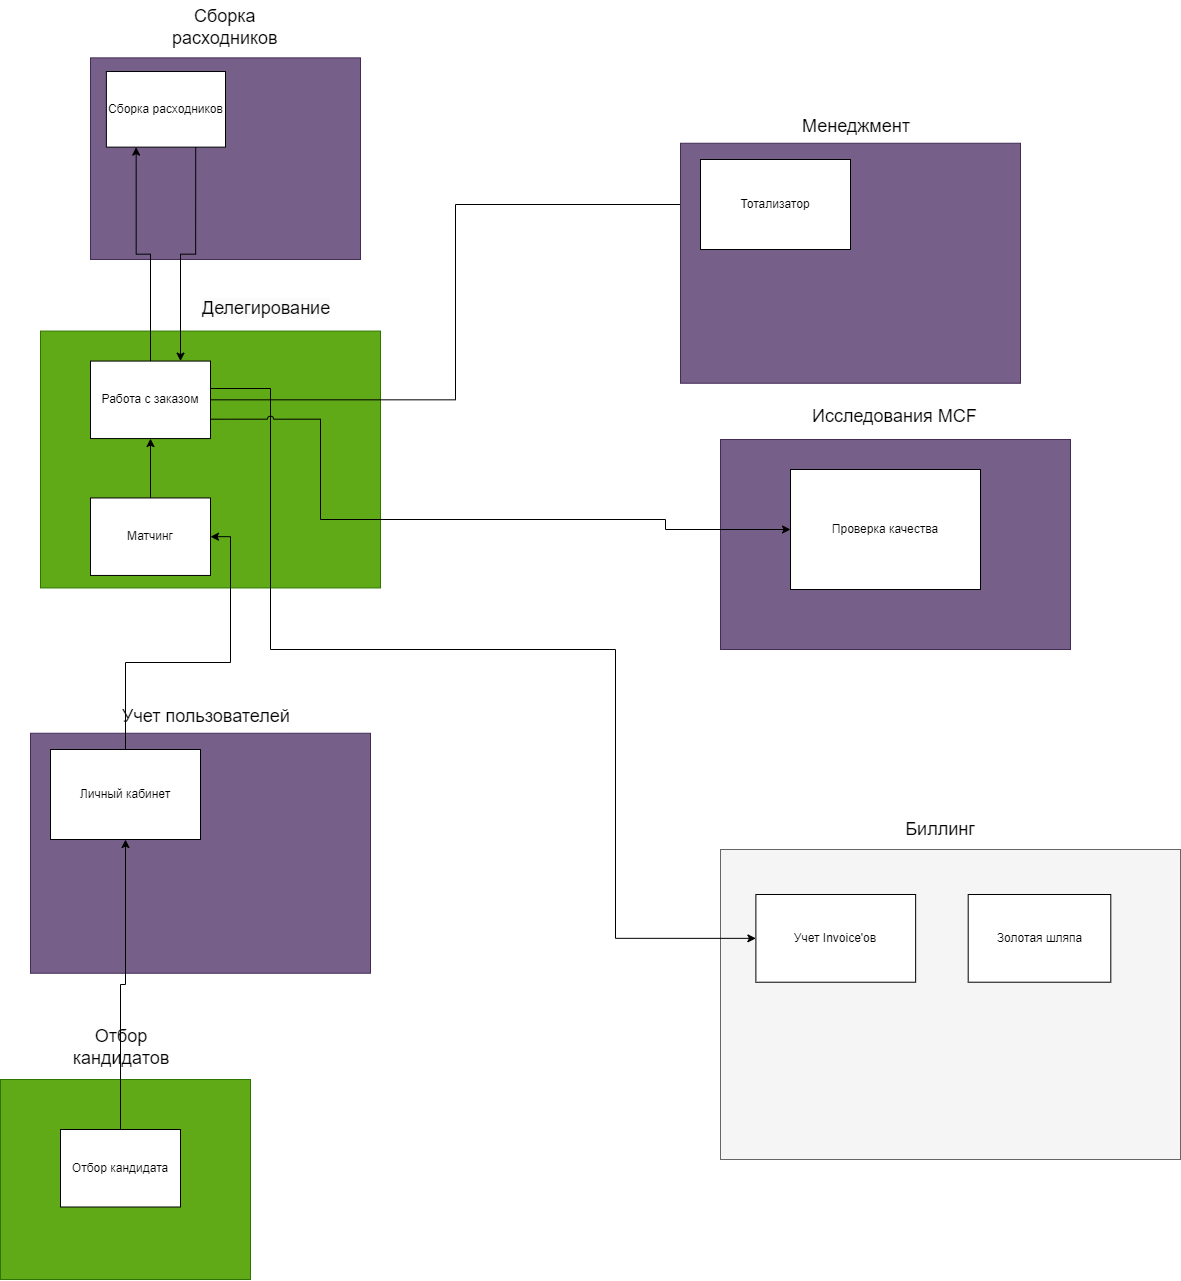 Сборка
расходников
Сборка расходников
Менеджмент
Тотализатор
Делегирование
Работа с заказом
Матчинг
Исследования MCF
Проверка качества
Учет пользователей
Личный кабинет
Биллинг
Учет Invoice'ов
Золотая шляпа
Отбор
кандидатов
Отбор кандидата